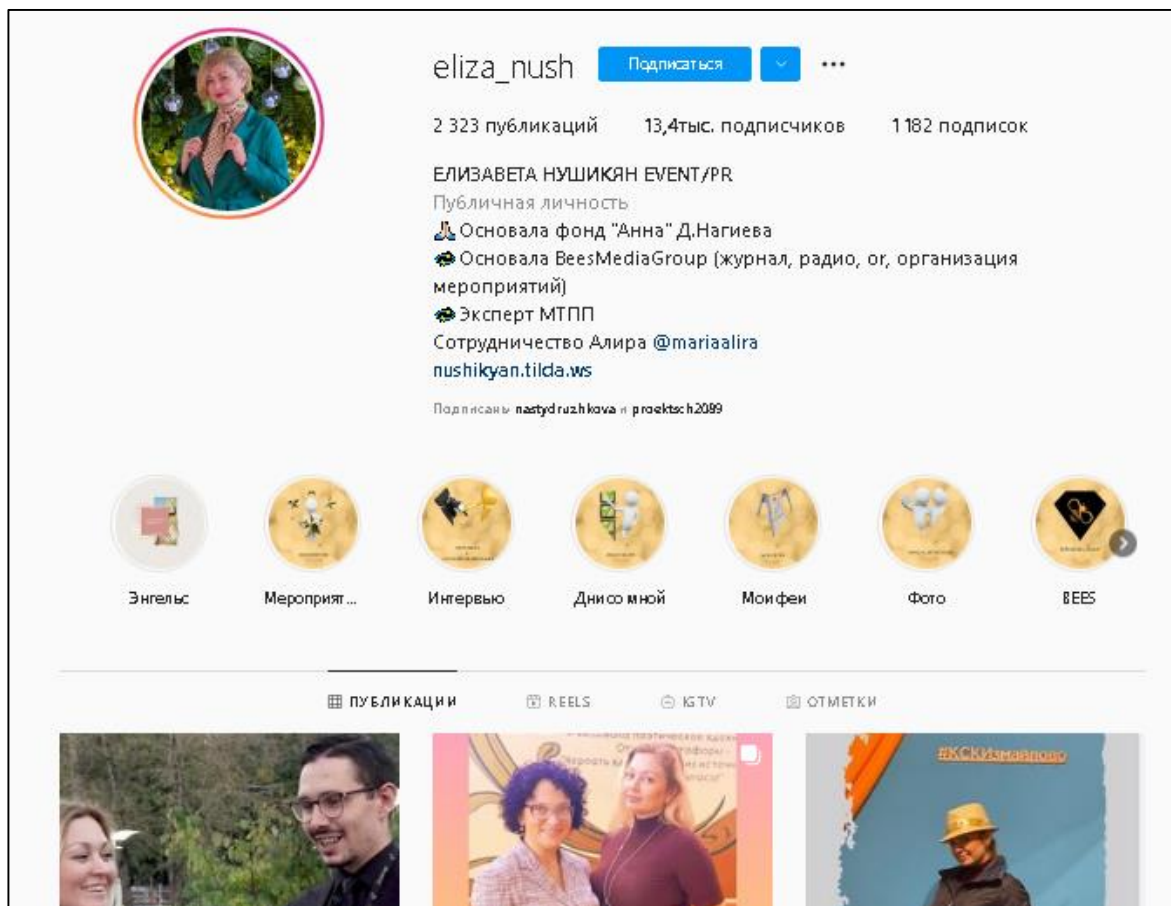 eliza_nush Подписаться
2 323 публикаций 13,4тыс. подписчиков 1 182 подписок
ЕЛИЗАВЕТА НУШИКЯН EVENT/PR
Публичная личность
Основала фонд "Анна" Д.Нагиева
Основала BeesMediaGroup (журнал, радио, or, организация
мероприятий)
Эксперт МТПП
Сотрудничество Алира @mariaalira
nushikyan.tilda.ws
Подписаны nastydruzhkova и proektsch2089
Энгельс Мероприят... Интервью Дни со мной Мои феи Фото BEES
ПУБЛИКАЦИИ REELS IGTV ОТМЕТКИ
#КСКИзмайлово